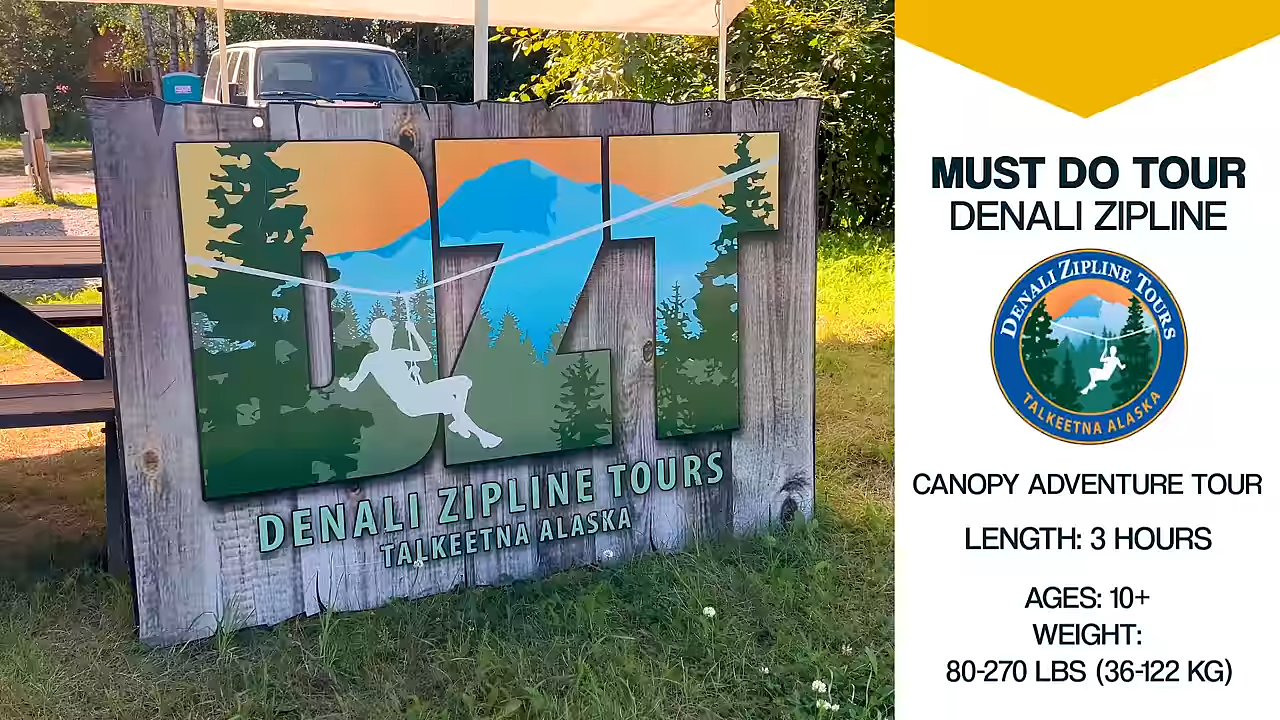 DZT
DENALI ZIPLINE TOURS
TALKEETNA ALASKA
MUST DO TOUR
DENALI ZIPLINE
DENALI ZIPLINE TOURS
TALKEETNA ALASKA
CANOPY ADVENTURE TOUR
LENGTH: 3 HOURS
AGES: 10+
WEIGHT:
80-270 LBS (36-122 KG)